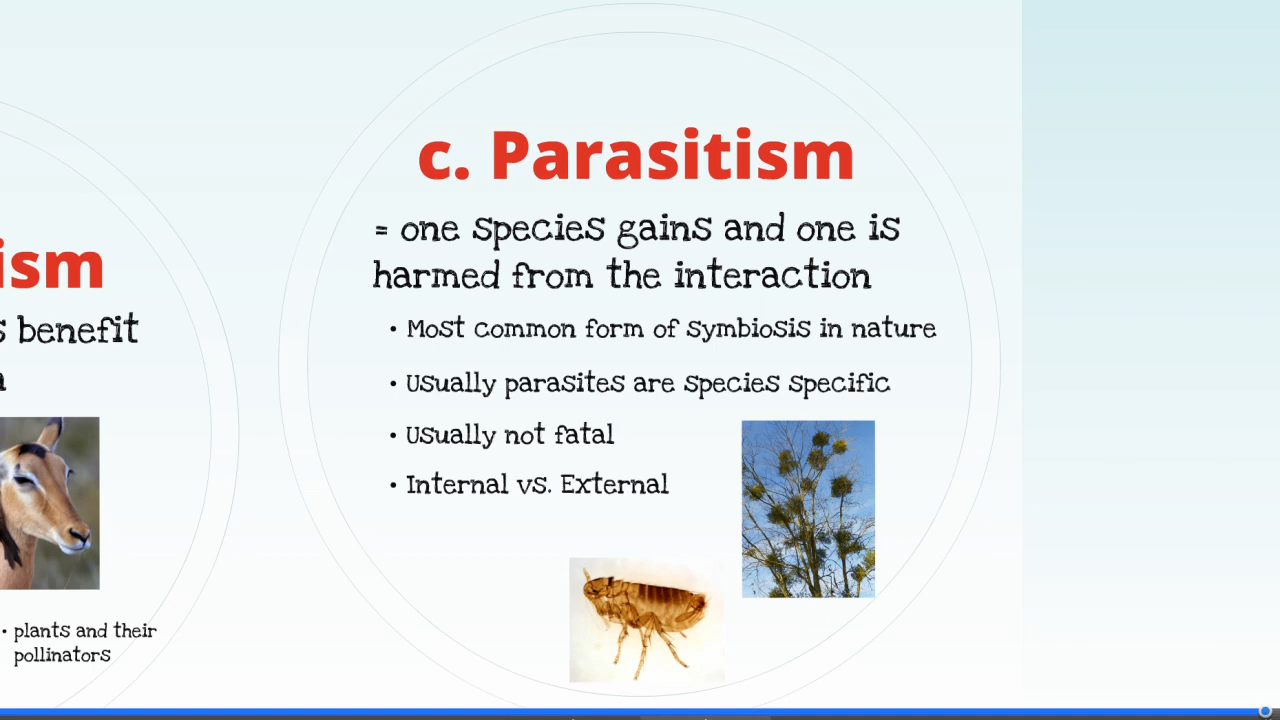 c. Parasitism
= one species gains and one is
harmed from the interaction
• Most common form of symbiosis in nature
• Usually parasites are species specific
• Usually not fatal
• Internal vs. External
ism
benefit
• plants and their
pollinators